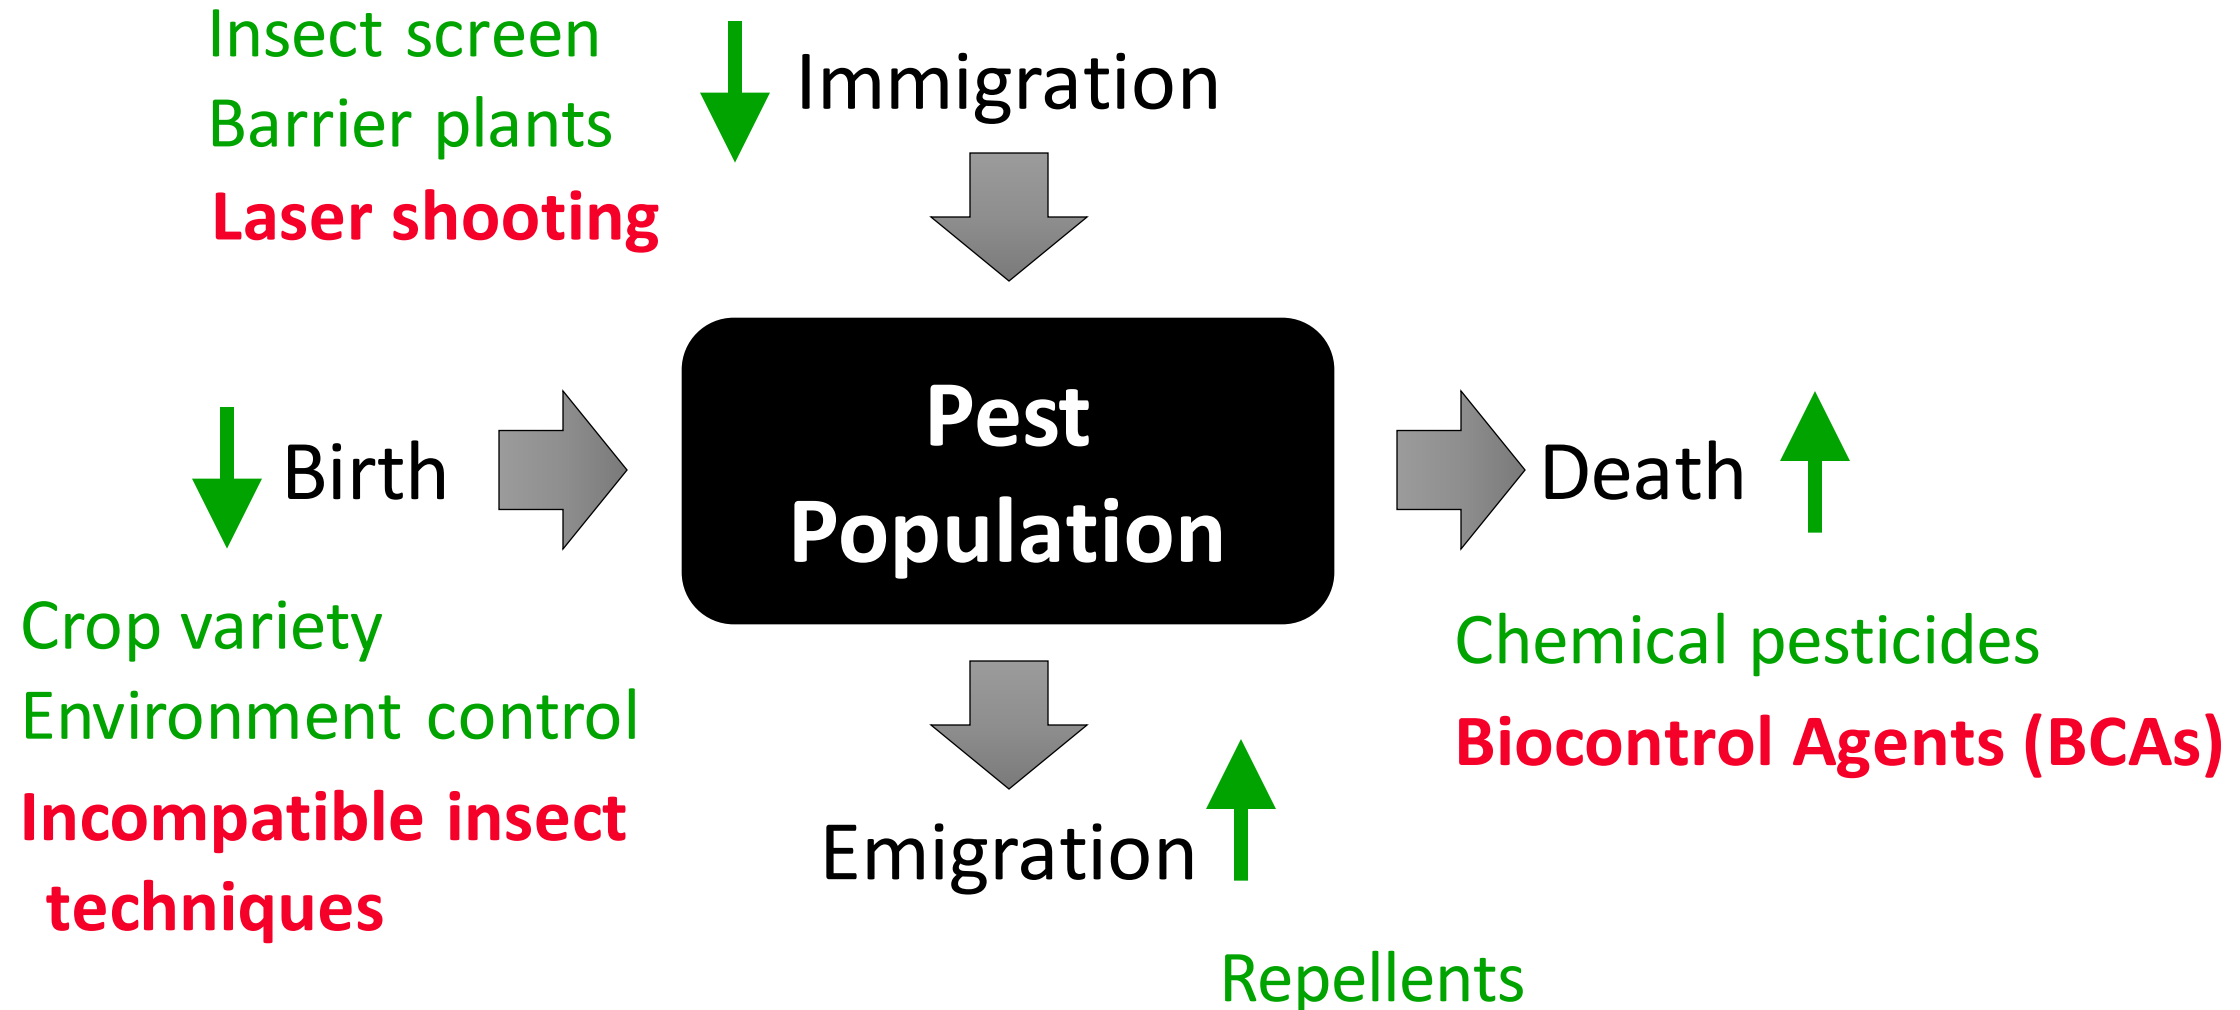 Insect screen
Barrier plants
Laser shooting
Immigration
Birth
Pest
Population
Death
Crop variety
Environment control
Incompatible insect
techniques
Emigration
Chemical pesticides
Biocontrol Agents (BCAs)
Repellents